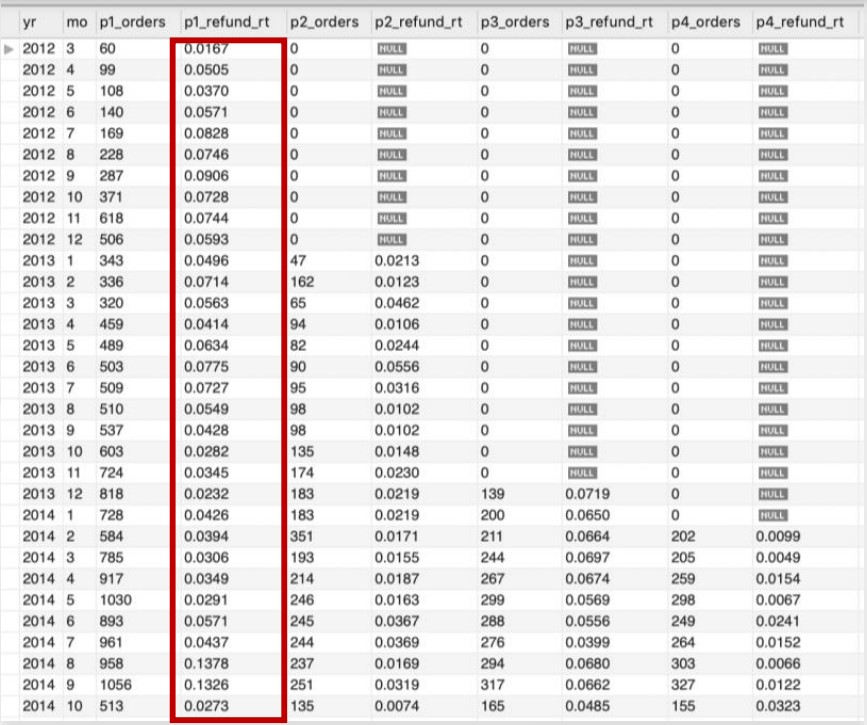 yr mo p1_orders p1_refund_rt p2_orders p2_refund_rt p3_orders p3_refund_rt p4_orders p4_refund_rt
2012 3 60 0.0167 0 NULL 0 NULL 0 NULL
2012 4 99 0.0505 0 NULL 0 NULL 0 NULL
2012 5 108 0.0370 0 NULL 0 NULL 0 NULL
2012 6 140 0.0571 0 NULL 0 NULL 0 NULL
2012 7 169 0.0828 0 NULL 0 NULL 0 NULL
2012 8 228 0.0746 0 NULL 0 NULL 0 NULL
2012 9 287 0.0906 0 NULL 0 NULL 0 NULL
2012 10 371 0.0728 0 NULL 0 NULL 0 NULL
2012 11 618 0.0744 0 NULL 0 NULL 0 NULL
2012 12 506 0.0593 0 NULL 0 NULL 0 NULL
2013 1 343 0.0496 47 0.0213 0 NULL 0 NULL
2013 2 336 0.0714 162 0.0123 0 NULL 0 NULL
2013 3 320 0.0563 65 0.0462 0 NULL 0 NULL
2013 4 459 0.0414 94 0.0106 0 NULL 0 NULL
2013 5 489 0.0634 82 0.0244 0 NULL 0 NULL
2013 6 503 0.0775 90 0.0556 0 NULL 0 NULL
2013 7 509 0.0727 95 0.0316 0 NULL 0 NULL
2013 8 510 0.0549 98 0.0102 0 NULL 0 NULL
2013 9 537 0.0428 98 0.0102 0 NULL 0 NULL
2013 10 603 0.0282 135 0.0148 0 NULL 0 NULL
2013 11 724 0.0345 174 0.0230 0 NULL 0 NULL
2013 12 818 0.0232 183 0.0219 139 0.0719 0 NULL
2014 1 728 0.0426 183 0.0219 200 0.0650 0 NULL
2014 2 584 0.0394 351 0.0171 211 0.0664 202 0.0099
2014 3 785 0.0306 193 0.0155 244 0.0697 205 0.0049
2014 4 917 0.0349 214 0.0187 267 0.0674 259 0.0154
2014 5 1030 0.0291 246 0.0163 299 0.0569 298 0.0067
2014 6 893 0.0571 245 0.0367 288 0.0556 249 0.0241
2014 7 961 0.0437 244 0.0369 276 0.0399 264 0.0152
2014 8 958 0.1378 237 0.0169 294 0.0680 303 0.0066
2014 9 1056 0.1326 251 0.0319 317 0.0662 327 0.0122
2014 10 513 0.0273 135 0.0074 165 0.0485 155 0.0323